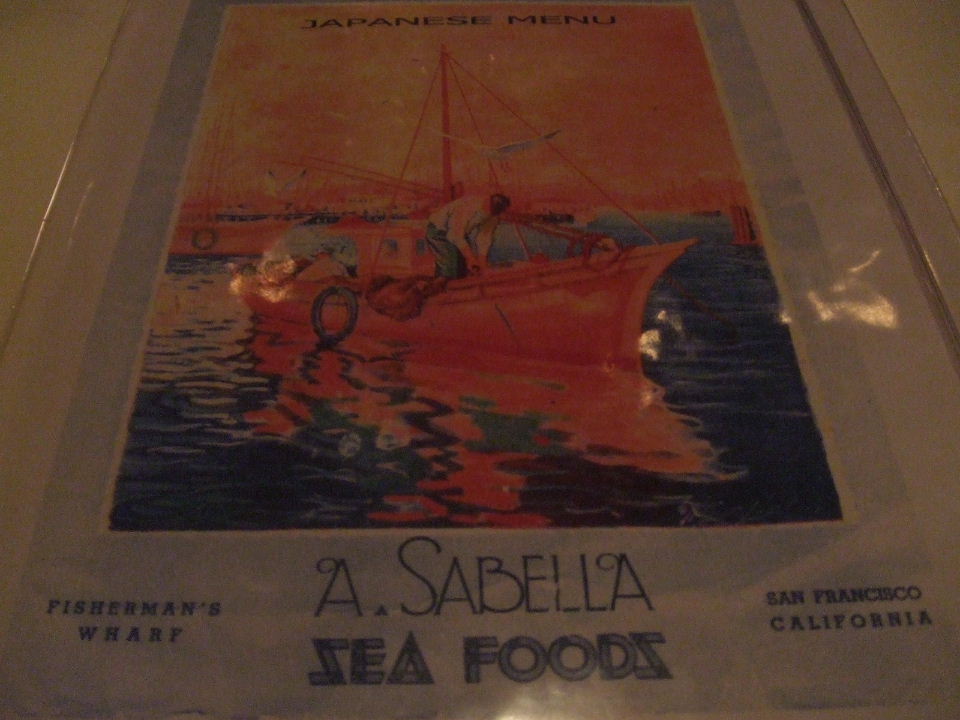 JAPANESE MENU
A. SABELLA
SEA FOODS
FISHERMAN'S
WHARF
SAN FRANCISCO
CALIFORNIA